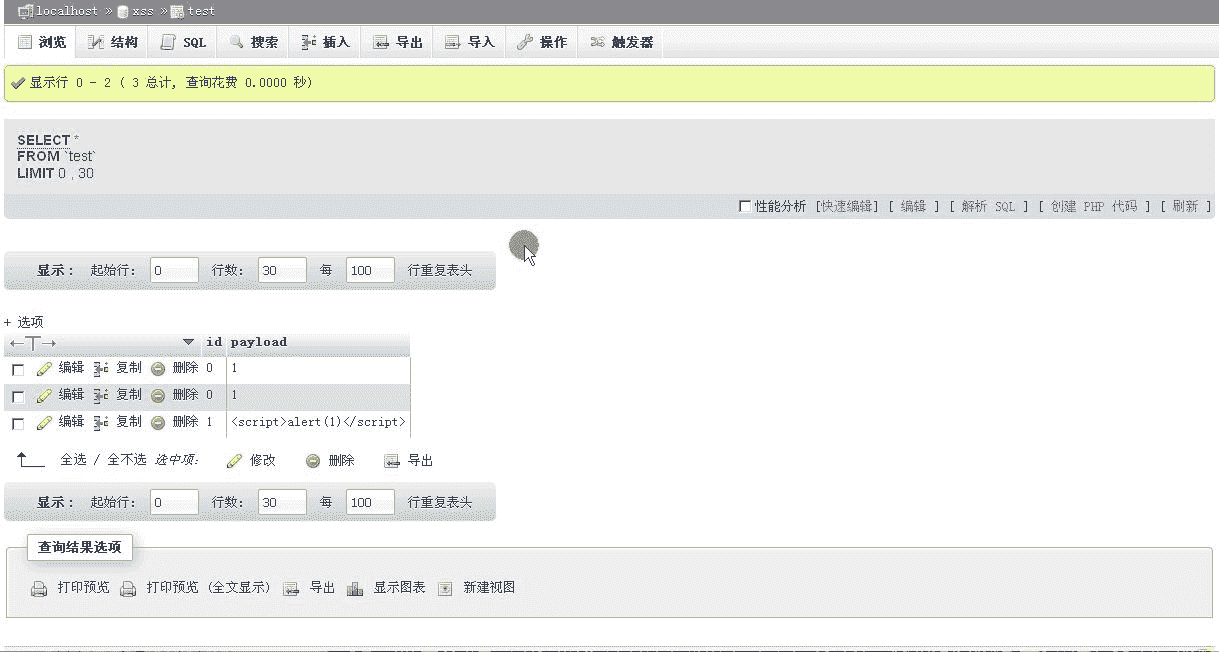 localhost » xss » test
浏览 结构 SQL 搜索 插入 导出 导入 操作 触发器
显示行 0 - 2 ( 3 总计, 查询花费 0.0000 秒)
SELECT *
FROM `test`
LIMIT 0 , 30
性能分析 [快速编辑] [ 编辑 ] [ 解析 SQL ] [ 创建 PHP 代码 ] [ 刷新 ]
显示： 起始行： 0 行数： 30 每 100 行重复表头
+ 选项
←T→ id payload
编辑 复制 删除 0 1
编辑 复制 删除 0 1
编辑 复制 删除 1 <script>alert(1)</script>
全选 / 全不选 选中项： 修改 删除 导出
显示： 起始行： 0 行数： 30 每 100 行重复表头
查询结果选项
打印预览 打印预览 (全文显示) 导出 显示图表 新建视图